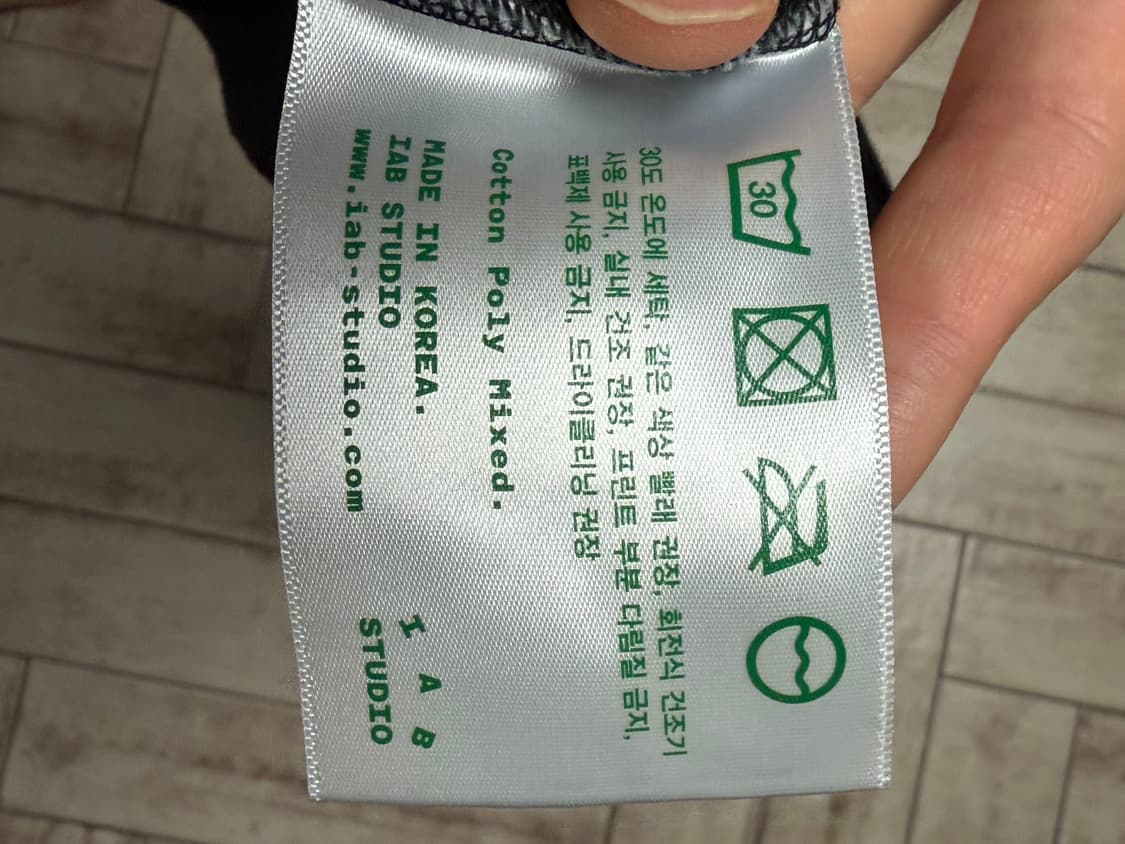 30
30도 온도에 세탁, 같은 색상 빨래 권장, 회전식 건조기
사용 금지, 실내 건조 권장, 프린트 부분 다림질 금지,
표백제 사용 금지, 드라이클리닝 권장
Cotton Poly Mixed.
MADE IN KOREA.
IAB STUDIO
www.iab-studio.com
I A B
STUDIO